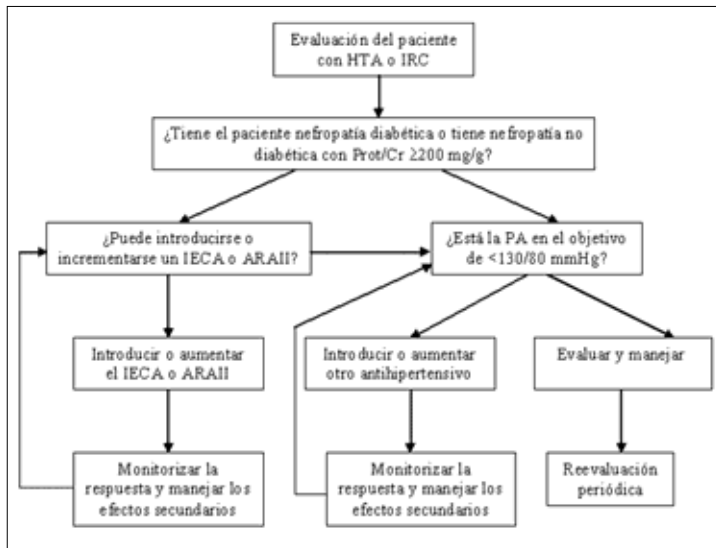 Evaluación del paciente
con HTA o IRC
¿Tiene el paciente nefropatía diabética o tiene nefropatía no
diabética con Prot/Cr ≥200 mg/g?
¿Puede introducirse o
incrementarse un IECA o ARAII?
¿Está la PA en el objetivo
de <130/80 mmHg?
Introducir o aumentar
el IECA o ARAII
Introducir o aumentar
otro antihipertensivo
Evaluar y manejar
Monitorizar la
respuesta y manejar los
efectos secundarios
Monitorizar la
respuesta y manejar los
efectos secundarios
Reevaluación
periódica